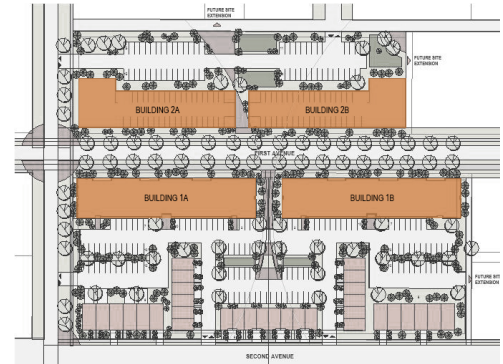 FUTURE SITE
EXTENSION
FUTURE SITE
EXTENSION
BUILDING 2A
BUILDING 2B
FIRST AVENUE
BUILDING 1A
BUILDING 1B
FUTURE SITE
EXTENSION
SECOND AVENUE